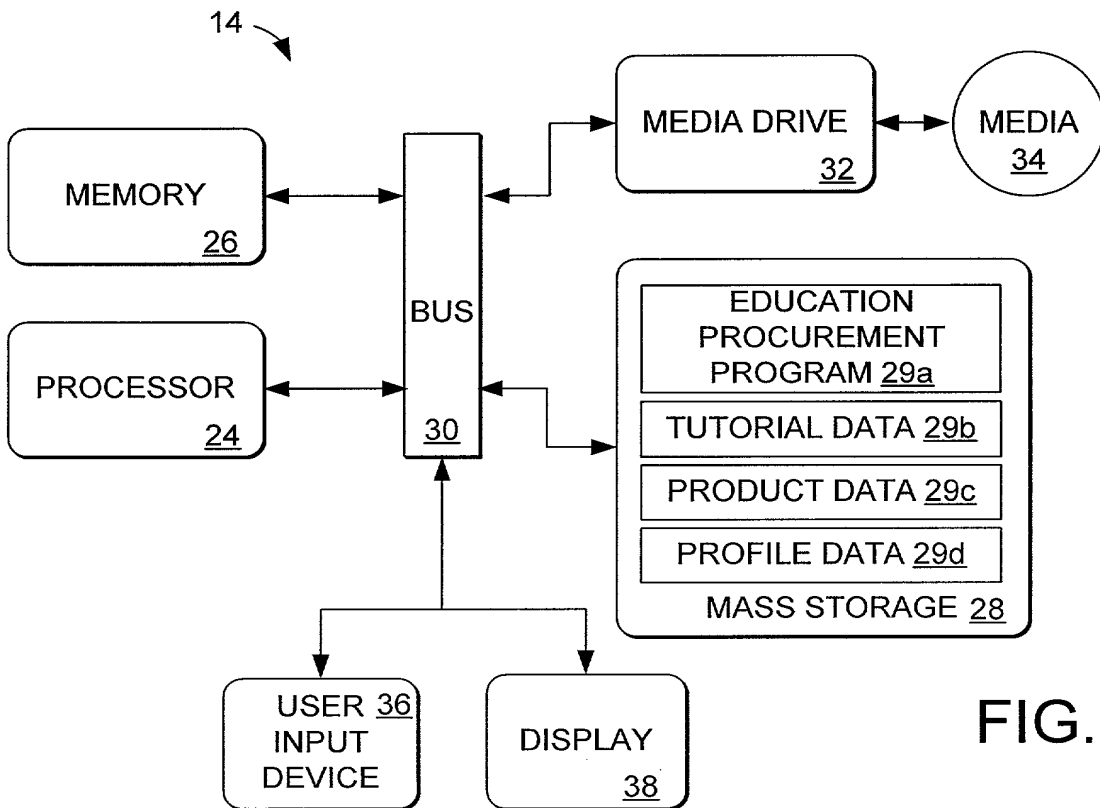 14
MEMORY
26
PROCESSOR
24
BUS
30
MEDIA DRIVE
32
MEDIA
34
EDUCATION
PROCUREMENT
PROGRAM 29a
TUTORIAL DATA 29b
PRODUCT DATA 29c
PROFILE DATA 29d
MASS STORAGE 28
USER 36
INPUT
DEVICE
DISPLAY
38
FIG.